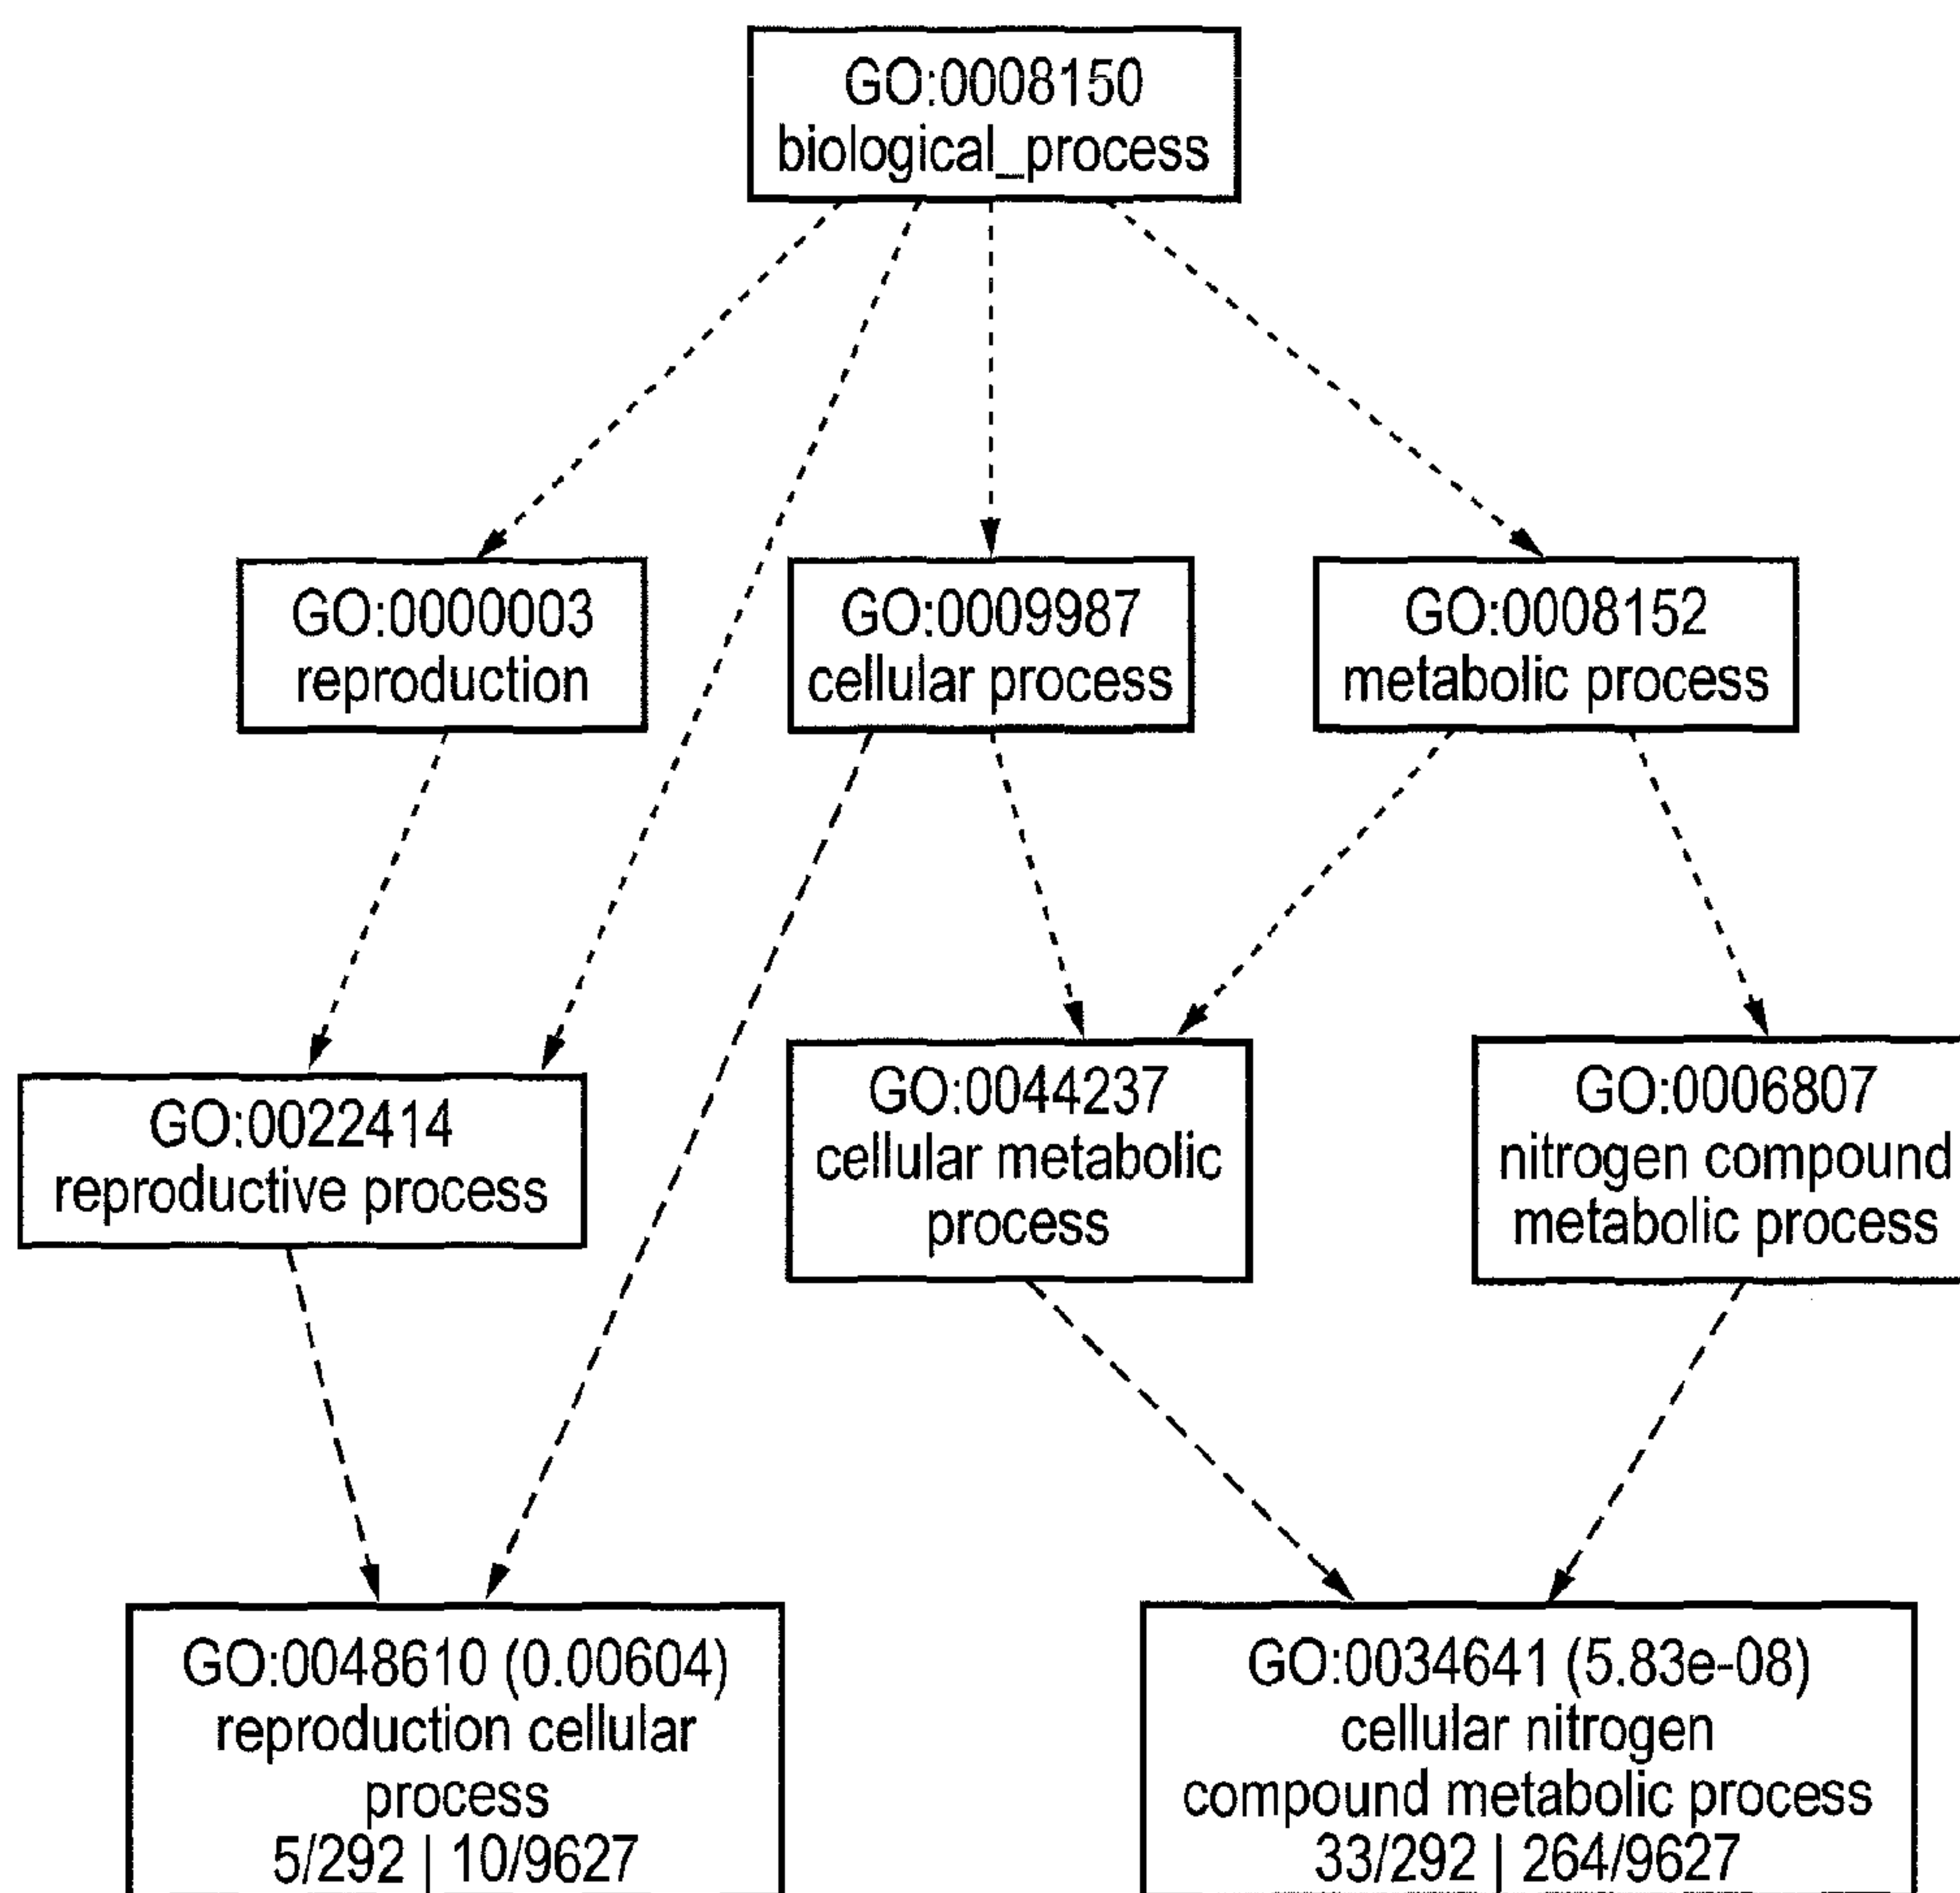 GO:0008150
biological_process
GO:0000003
reproduction
GO:0009987
cellular process
GO:0008152
metabolic process
GO:0022414
reproductive process
GO:0044237
cellular metabolic
process
GO:0006807
nitrogen compound
metabolic process
GO:0048610 (0.00604)
reproduction cellular
process
5/292 | 10/9627
GO:0034641 (5.83e-08)
cellular nitrogen
compound metabolic process
33/292 | 264/9627